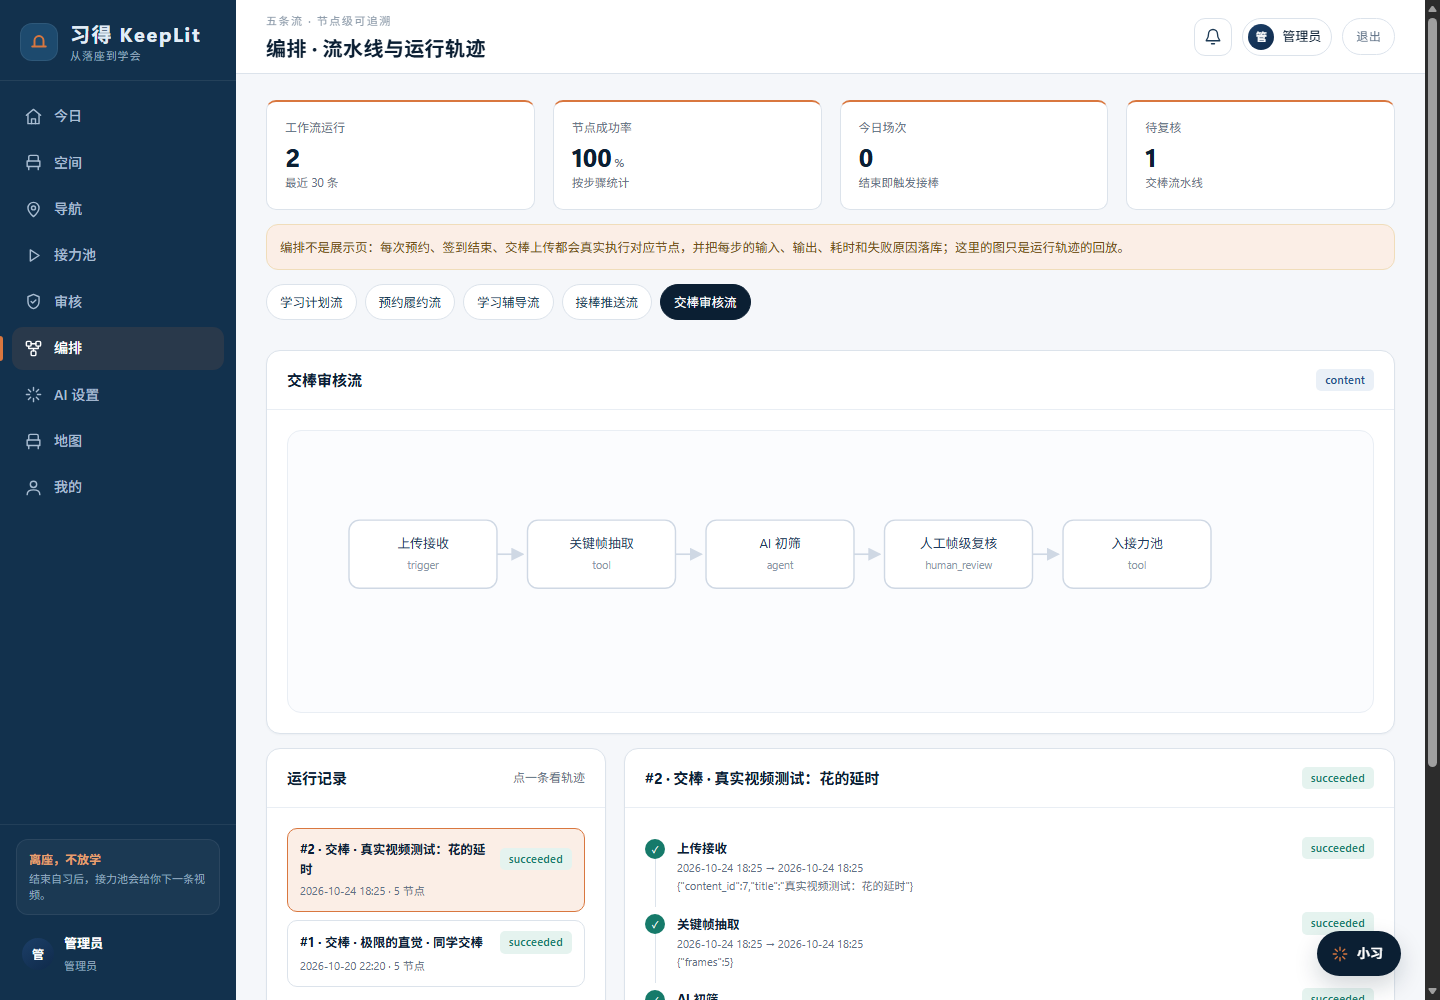 习得 KeepLit
从落座到学会
今日
空间
导航
接力池
审核
编排
AI 设置
地图
我的
离座，不放学
结束自习后，接力池会给你下一条视
频。
管
管理员
管理员
五条流 · 节点级可追溯
编排 · 流水线与运行轨迹
管
管理员
退出
工作流运行
2
最近 30 条
节点成功率
100 %
按步骤统计
今日场次
0
结束即触发接棒
待复核
1
交棒流水线
编排不是展示页：每次预约、签到结束、交棒上传都会真实执行对应节点，并把每步的输入、输出、耗时和失败原因落库；这里的图只是运行轨迹的回放。
学习计划流
预约履约流
学习辅导流
接棒推送流
交棒审核流
交棒审核流
content
上传接收
trigger
关键帧抽取
tool
AI 初筛
agent
人工帧级复核
human_review
入接力池
tool
运行记录
点一条看轨迹
#2 · 交棒 · 真实视频测试：花的延
时
succeeded
2026-10-24 18:25 · 5 节点
#1 · 交棒 · 极限的直觉 · 同学交棒
succeeded
2026-10-20 22:20 · 5 节点
#2 · 交棒 · 真实视频测试：花的延时
succeeded
上传接收
succeeded
2026-10-24 18:25 → 2026-10-24 18:25
{"content_id":7,"title":"真实视频测试：花的延时"}
关键帧抽取
succeeded
2026-10-24 18:25 → 2026-10-24 18:25
{"frames":5}
AI 初筛
succeeded
小习